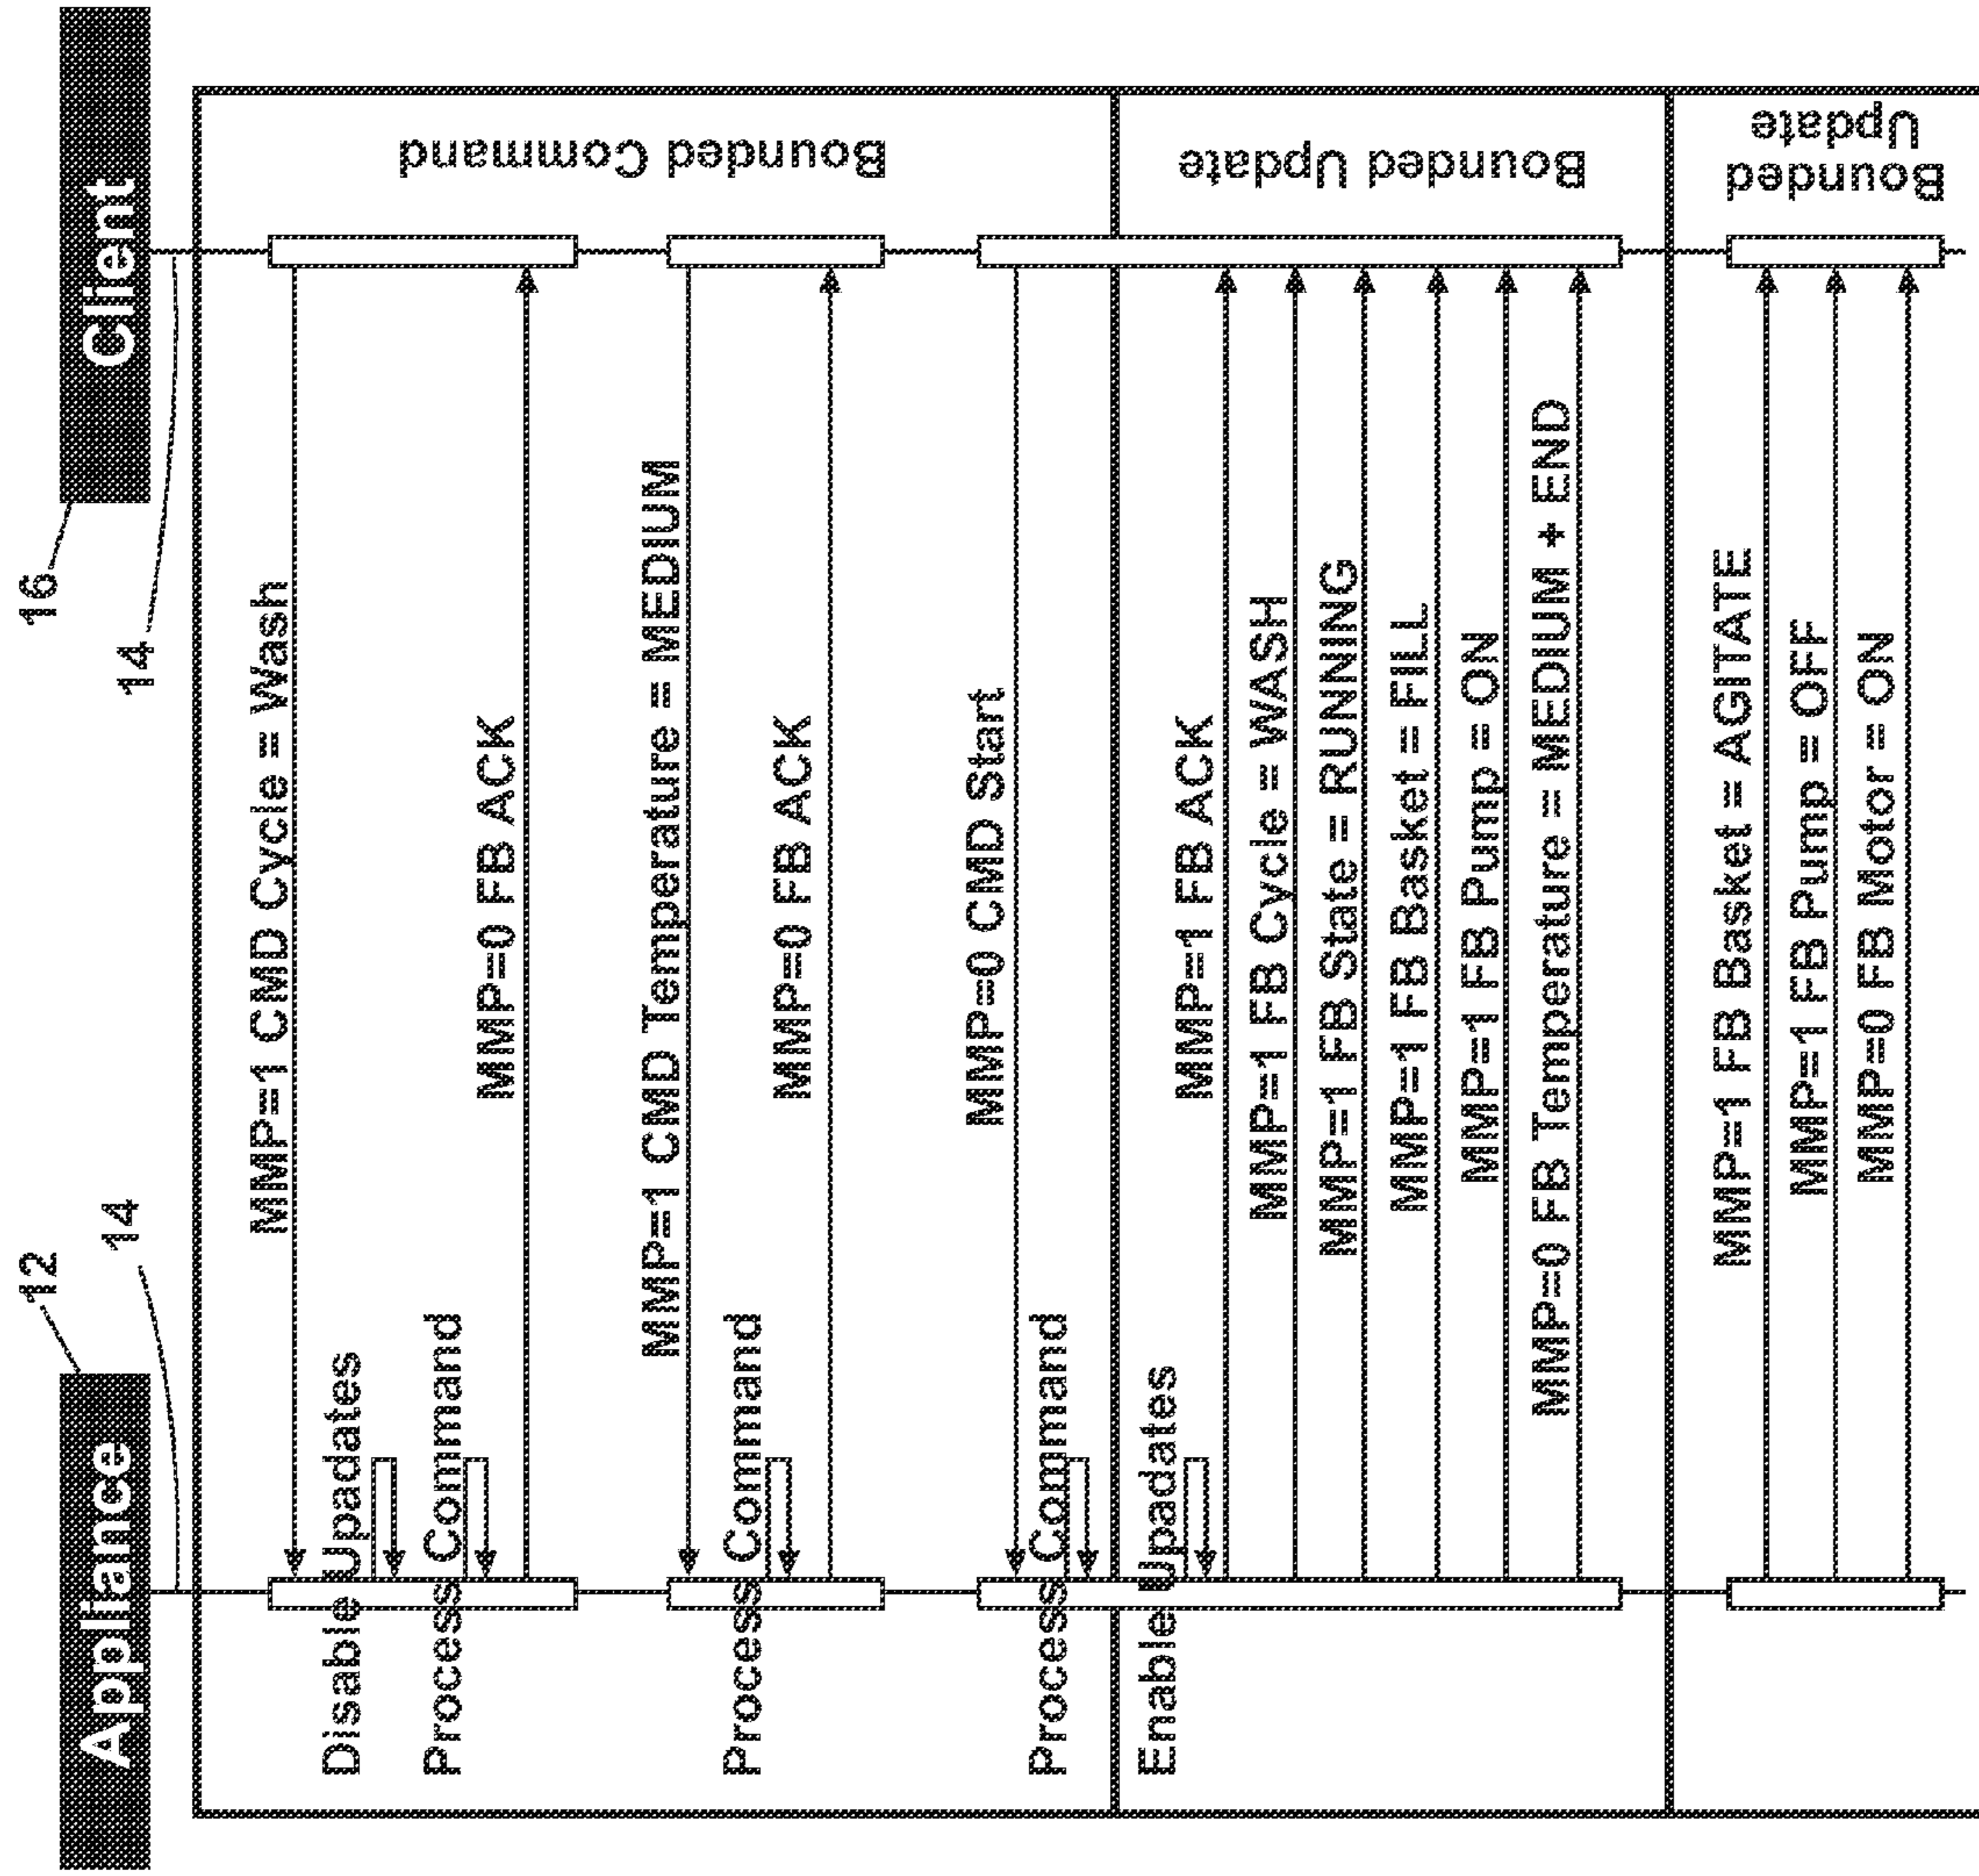 Appliance
12
14
Client
16
14
MMP=1 CMD Cycle = Wash
Disable Upadates
Process Command
MMP=0 FB ACK
MMP=1 CMD Temperature = MEDIUM
Process Command
MMP=0 FB ACK
MMP=0 CMD Start
Process Command
Bounded Command
Enable Upadates
MMP=1 FB ACK
MMP=1 FB Cycle = WASH
MMP=1 FB State = RUNNING
MMP=1 FB Basket = FILL
MMP=1 FB Pump = ON
MMP=0 FB Temperature = MEDIUM + END
Bounded Update
MMP=1 FB Basket = AGITATE
MMP=1 FB Pump = OFF
MMP=0 FB Motor = ON
Bounded
Update